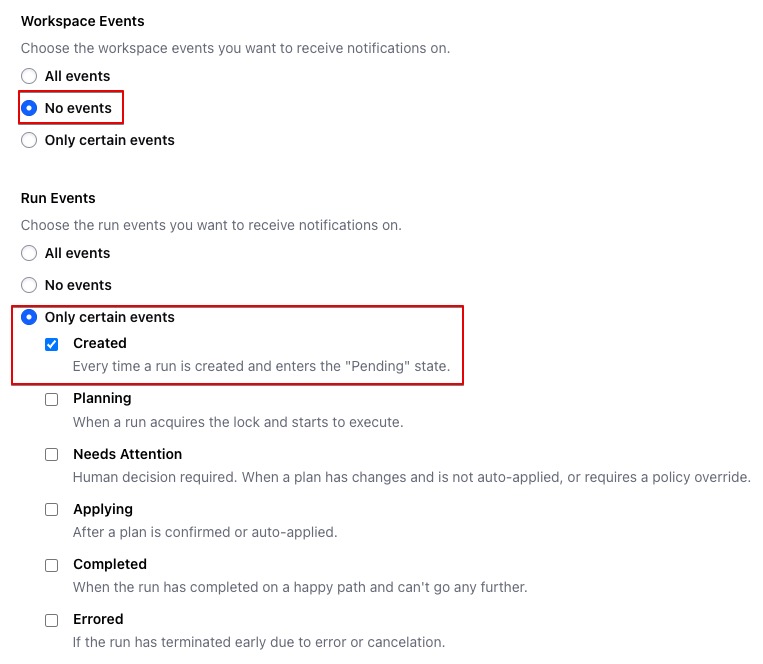 Workspace Events
Choose the workspace events you want to receive notifications on.
All events
No events
Only certain events
Run Events
Choose the run events you want to receive notifications on.
All events
No events
Only certain events
Created
Every time a run is created and enters the "Pending" state.
Planning
When a run acquires the lock and starts to execute.
Needs Attention
Human decision required. When a plan has changes and is not auto-applied, or requires a policy override.
Applying
After a plan is confirmed or auto-applied.
Completed
When the run has completed on a happy path and can't go any further.
Errored
If the run has terminated early due to error or cancelation.